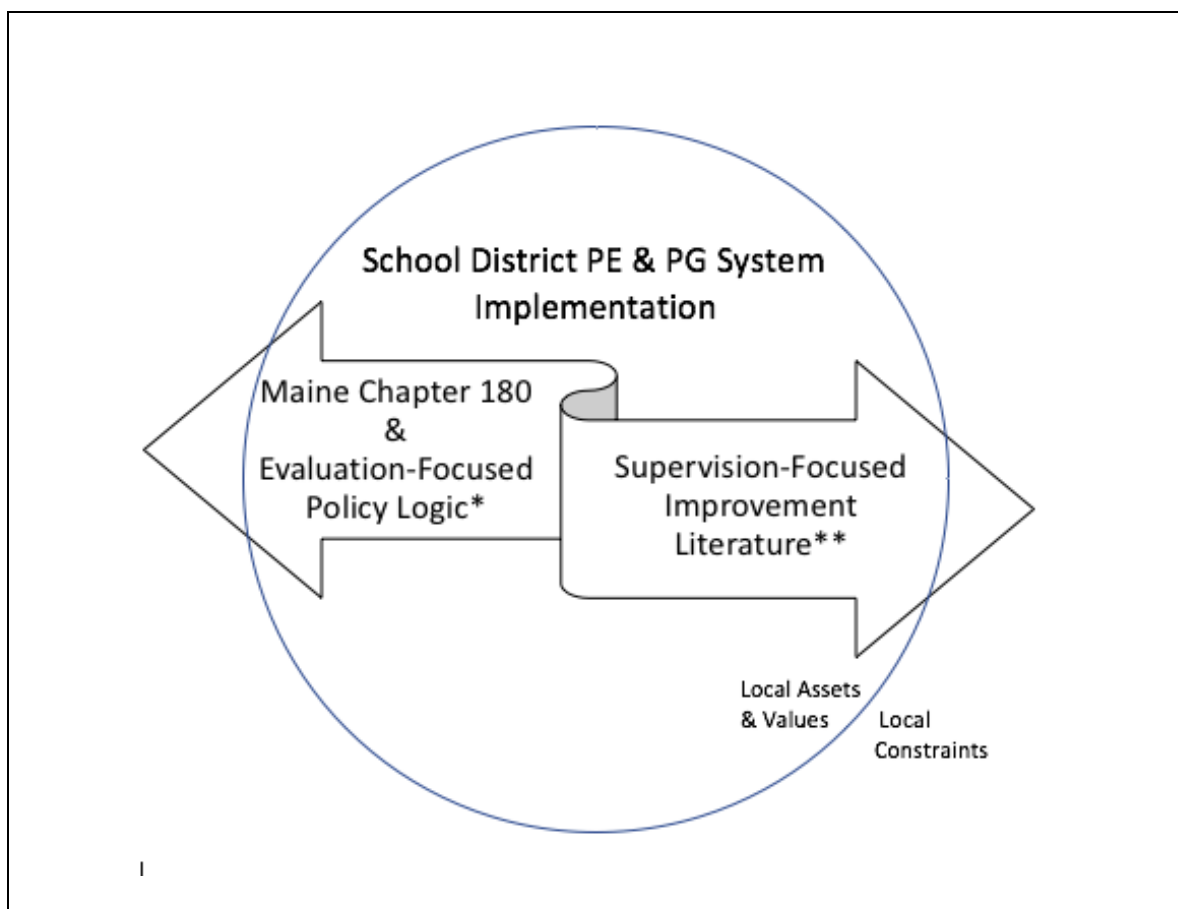 School District PE & PG System
Implementation
Maine Chapter 180
&
Evaluation-Focused
Policy Logic*
Supervision-Focused
Improvement
Literature**
Local Assets
& Values
Local
Constraints
I